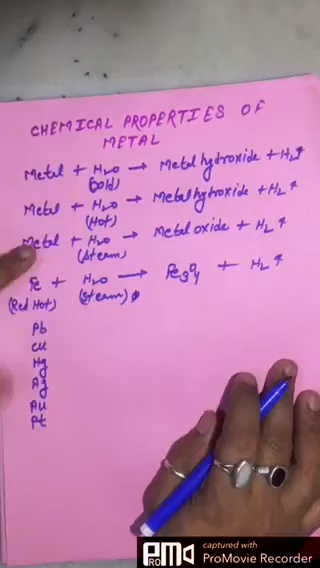 CHEMICAL PROPERTIES OF
METAL
Metal + H2O → Metal hydroxide + H2↑
(Cold)
Metal + H2O → Metal hydroxide + H2↑
(Hot)
Metal + H2O → Metal oxide + H2↑
(Steam)
Fe + H2O → Fe3O4 + H2↑
(Red Hot) (Steam)
Pb
Cu
Hg
Ag
Au
Pt
captured with
PRO ProMovie Recorder